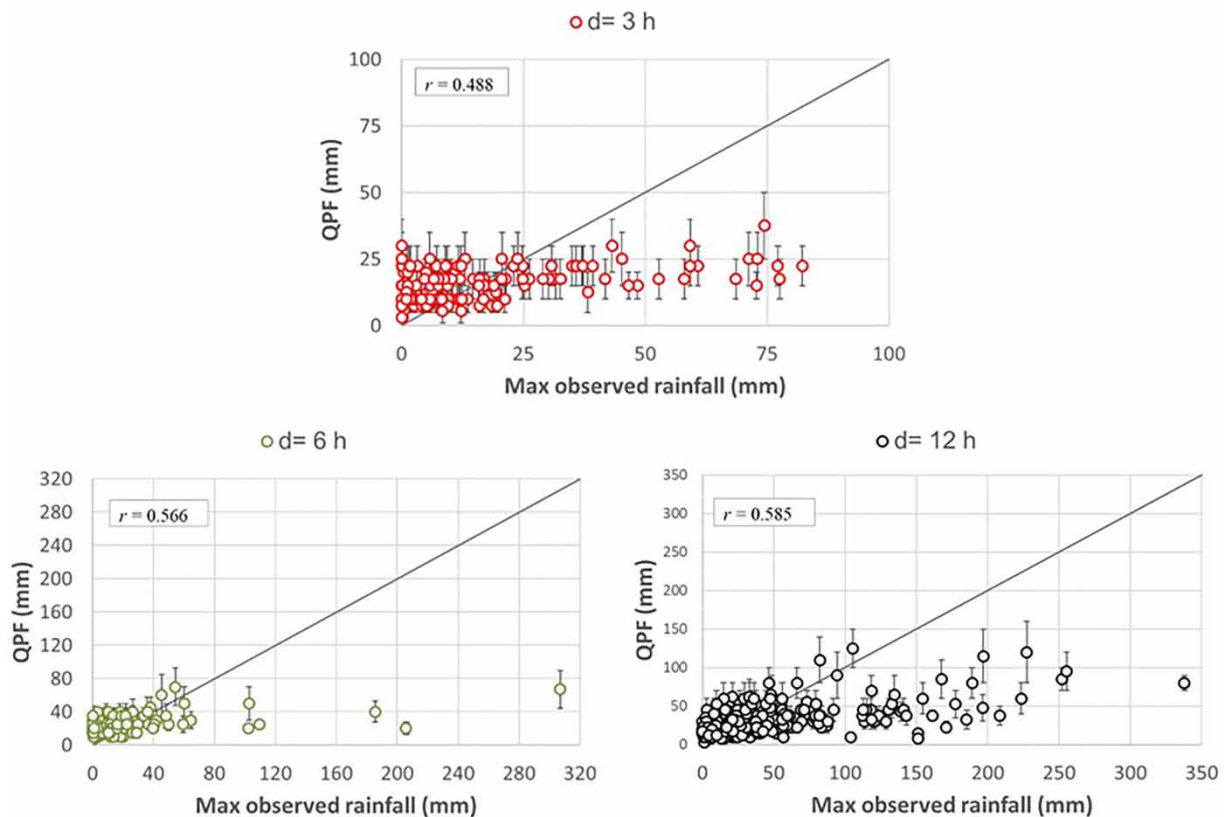 d= 3 h
100
75
50
25
0
r = 0.488
QPF (mm)
0 25 50 75 100
Max observed rainfall (mm)
d= 6 h
320
280
240
200
160
120
80
40
0
r = 0.566
QPF (mm)
0 40 80 120 160 200 240 280 320
Max observed rainfall (mm)
d= 12 h
350
300
250
200
150
100
50
0
r = 0.585
QPF (mm)
0 50 100 150 200 250 300 350
Max observed rainfall (mm)